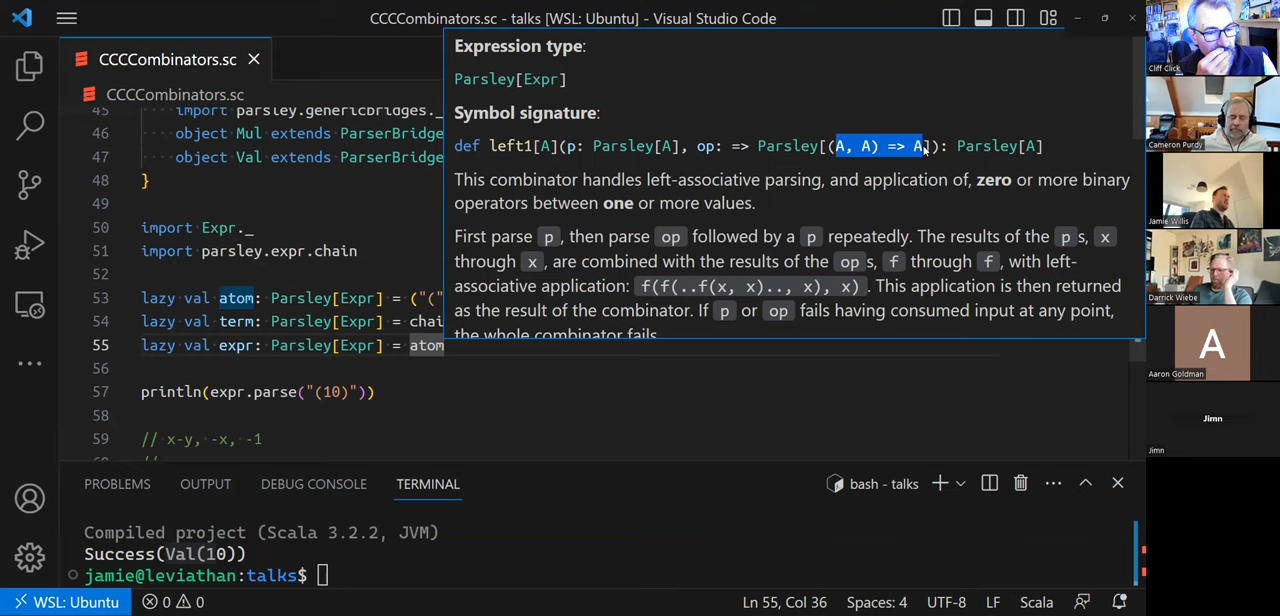 CCCCombinators.sc - talks [WSL: Ubuntu] - Visual Studio Code
CCCCombinators.sc
CCCCombinators.sc
45 import parsley.genericbridges._
46 object Mul extends ParserBridge
47 object Val extends ParserBridge
48 }
49
50 import Expr._
51 import parsley.expr.chain
52
53 lazy val atom: Parsley[Expr] = ("("
54 lazy val term: Parsley[Expr] = chai
55 lazy val expr: Parsley[Expr] = atom
56
57 println(expr.parse("(10)"))
58
59 // x-y, -x, -1
Expression type:
Parsley[Expr]
Symbol signature:
def left1[A](p: Parsley[A], op: => Parsley[(A, A) => A]): Parsley[A]
This combinator handles left-associative parsing, and application of, zero or more binary
operators between one or more values.
First parse p, then parse op followed by a p repeatedly. The results of the ps, x
through x, are combined with the results of the ops, f through f, with left-
associative application: f(f(..f(x, x).., x), x). This application is then returned
as the result of the combinator. If p or op fails having consumed input at any point,
the whole combinator fails.
PROBLEMS OUTPUT DEBUG CONSOLE TERMINAL
bash - talks
Compiled project (Scala 3.2.2, JVM)
Success(Val(10))
jamie@leviathan:talks$
WSL: Ubuntu 0 0 Ln 55, Col 36 Spaces: 4 UTF-8 LF Scala
Cliff Click
Cameron Purdy
Jamie Willis
Darrick Wiebe
A
Aaron Goldman
Jimn
Jimn